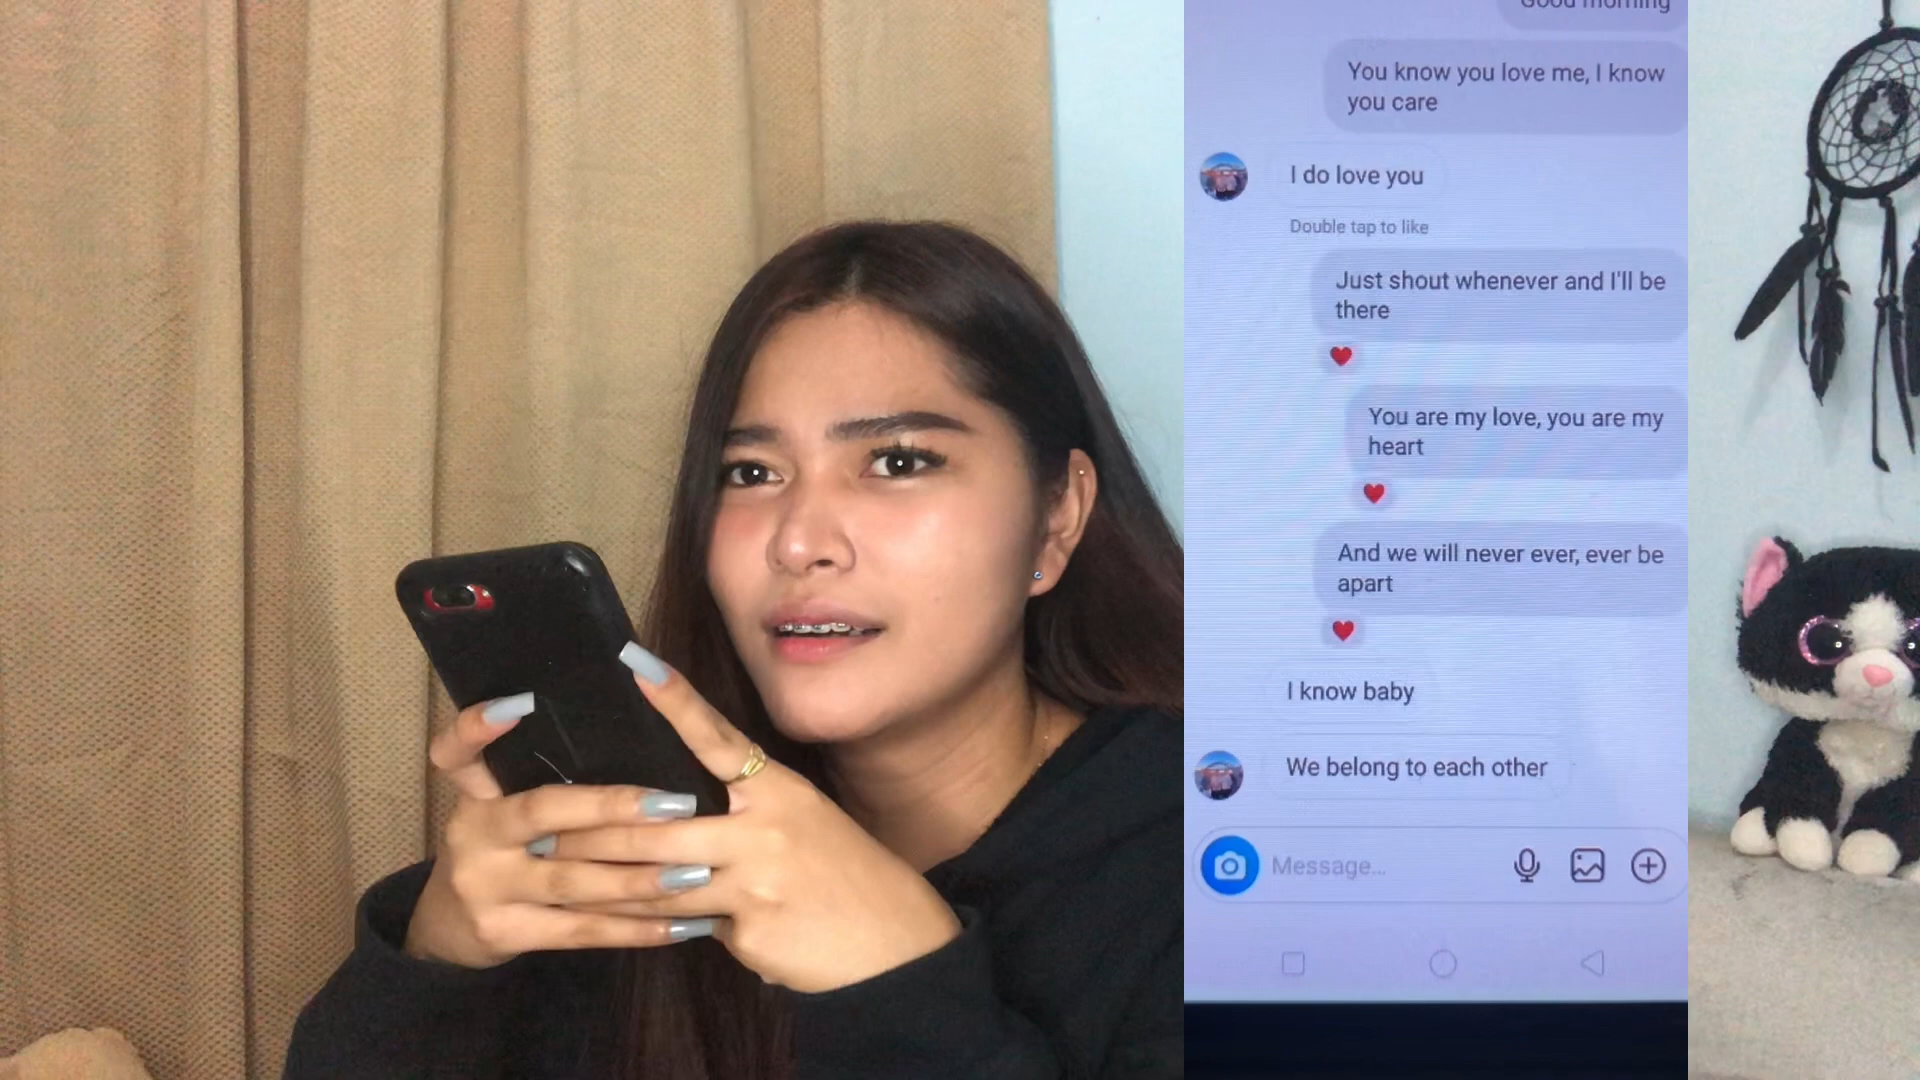 Good morning
You know you love me, I know
you care
I do love you
Double tap to like
Just shout whenever and I'll be
there
You are my love, you are my
heart
And we will never ever, ever be
apart
I know baby
We belong to each other
Message...